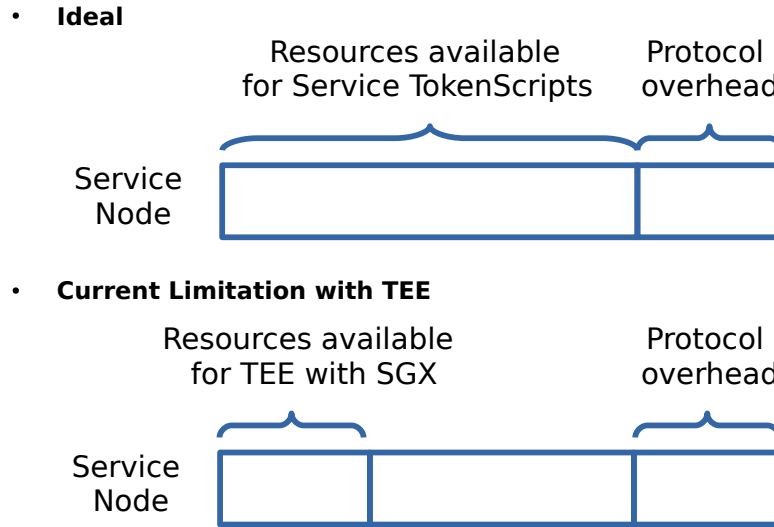 • Ideal
Resources available
for Service TokenScripts
Protocol
overhead
Service
Node
• Current Limitation with TEE
Resources available
for TEE with SGX
Protocol
overhead
Service
Node